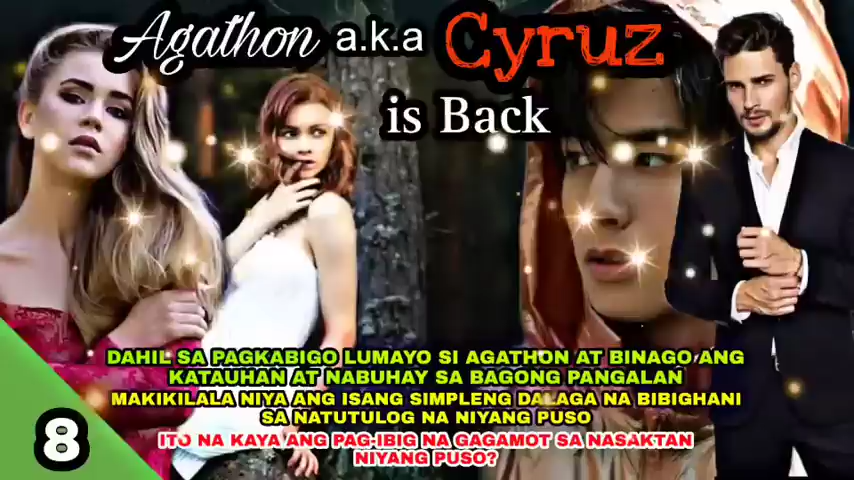 Agathon a.k.a Cyruz
is Back
DAHIL SA PAGKABIGO LUMAYO SI AGATHON AT BINAGO ANG
KATAUHAN AT NABUHAY SA BAGONG PANGALAN
MAKIKILALA NIYA ANG ISANG SIMPLENG DALAGA NA BIBIGHANI
SA NATUTULOG NA NIYANG PUSO
ITO NA KAYA ANG PAG-IBIG NA GAGAMOT SA NASAKTAN
NIYANG PUSO?
8